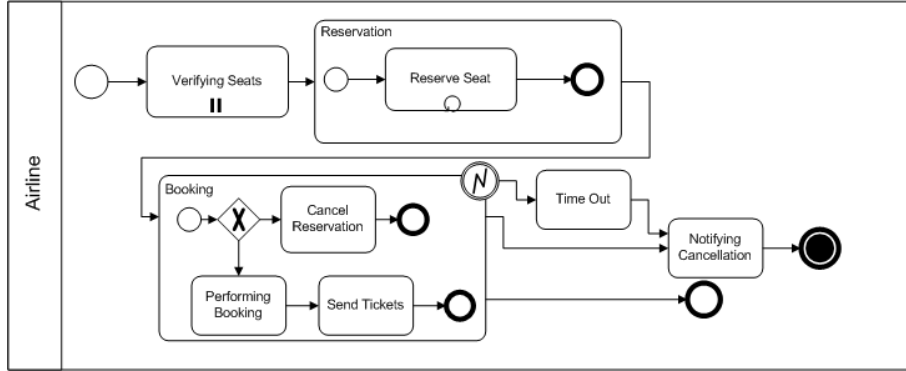 Airline
Reservation
Verifying Seats
Reserve Seat
Booking
Cancel
Reservation
Time Out
Notifying
Cancellation
Performing
Booking
Send Tickets